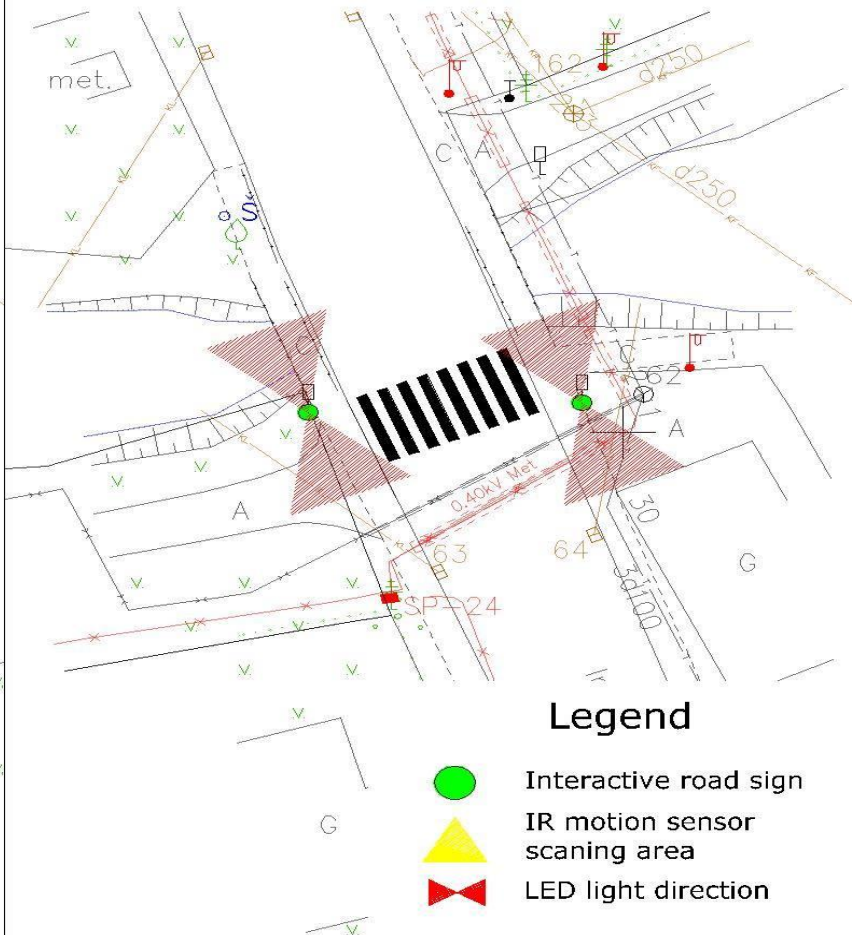 162
d250
met.
C
A
d250
S
C
C
62
A
0.40kV Met
A
30
63
64
G
3d100
SP-24
Legend
Interactive road sign
G
IR motion sensor
scaning area
LED light direction